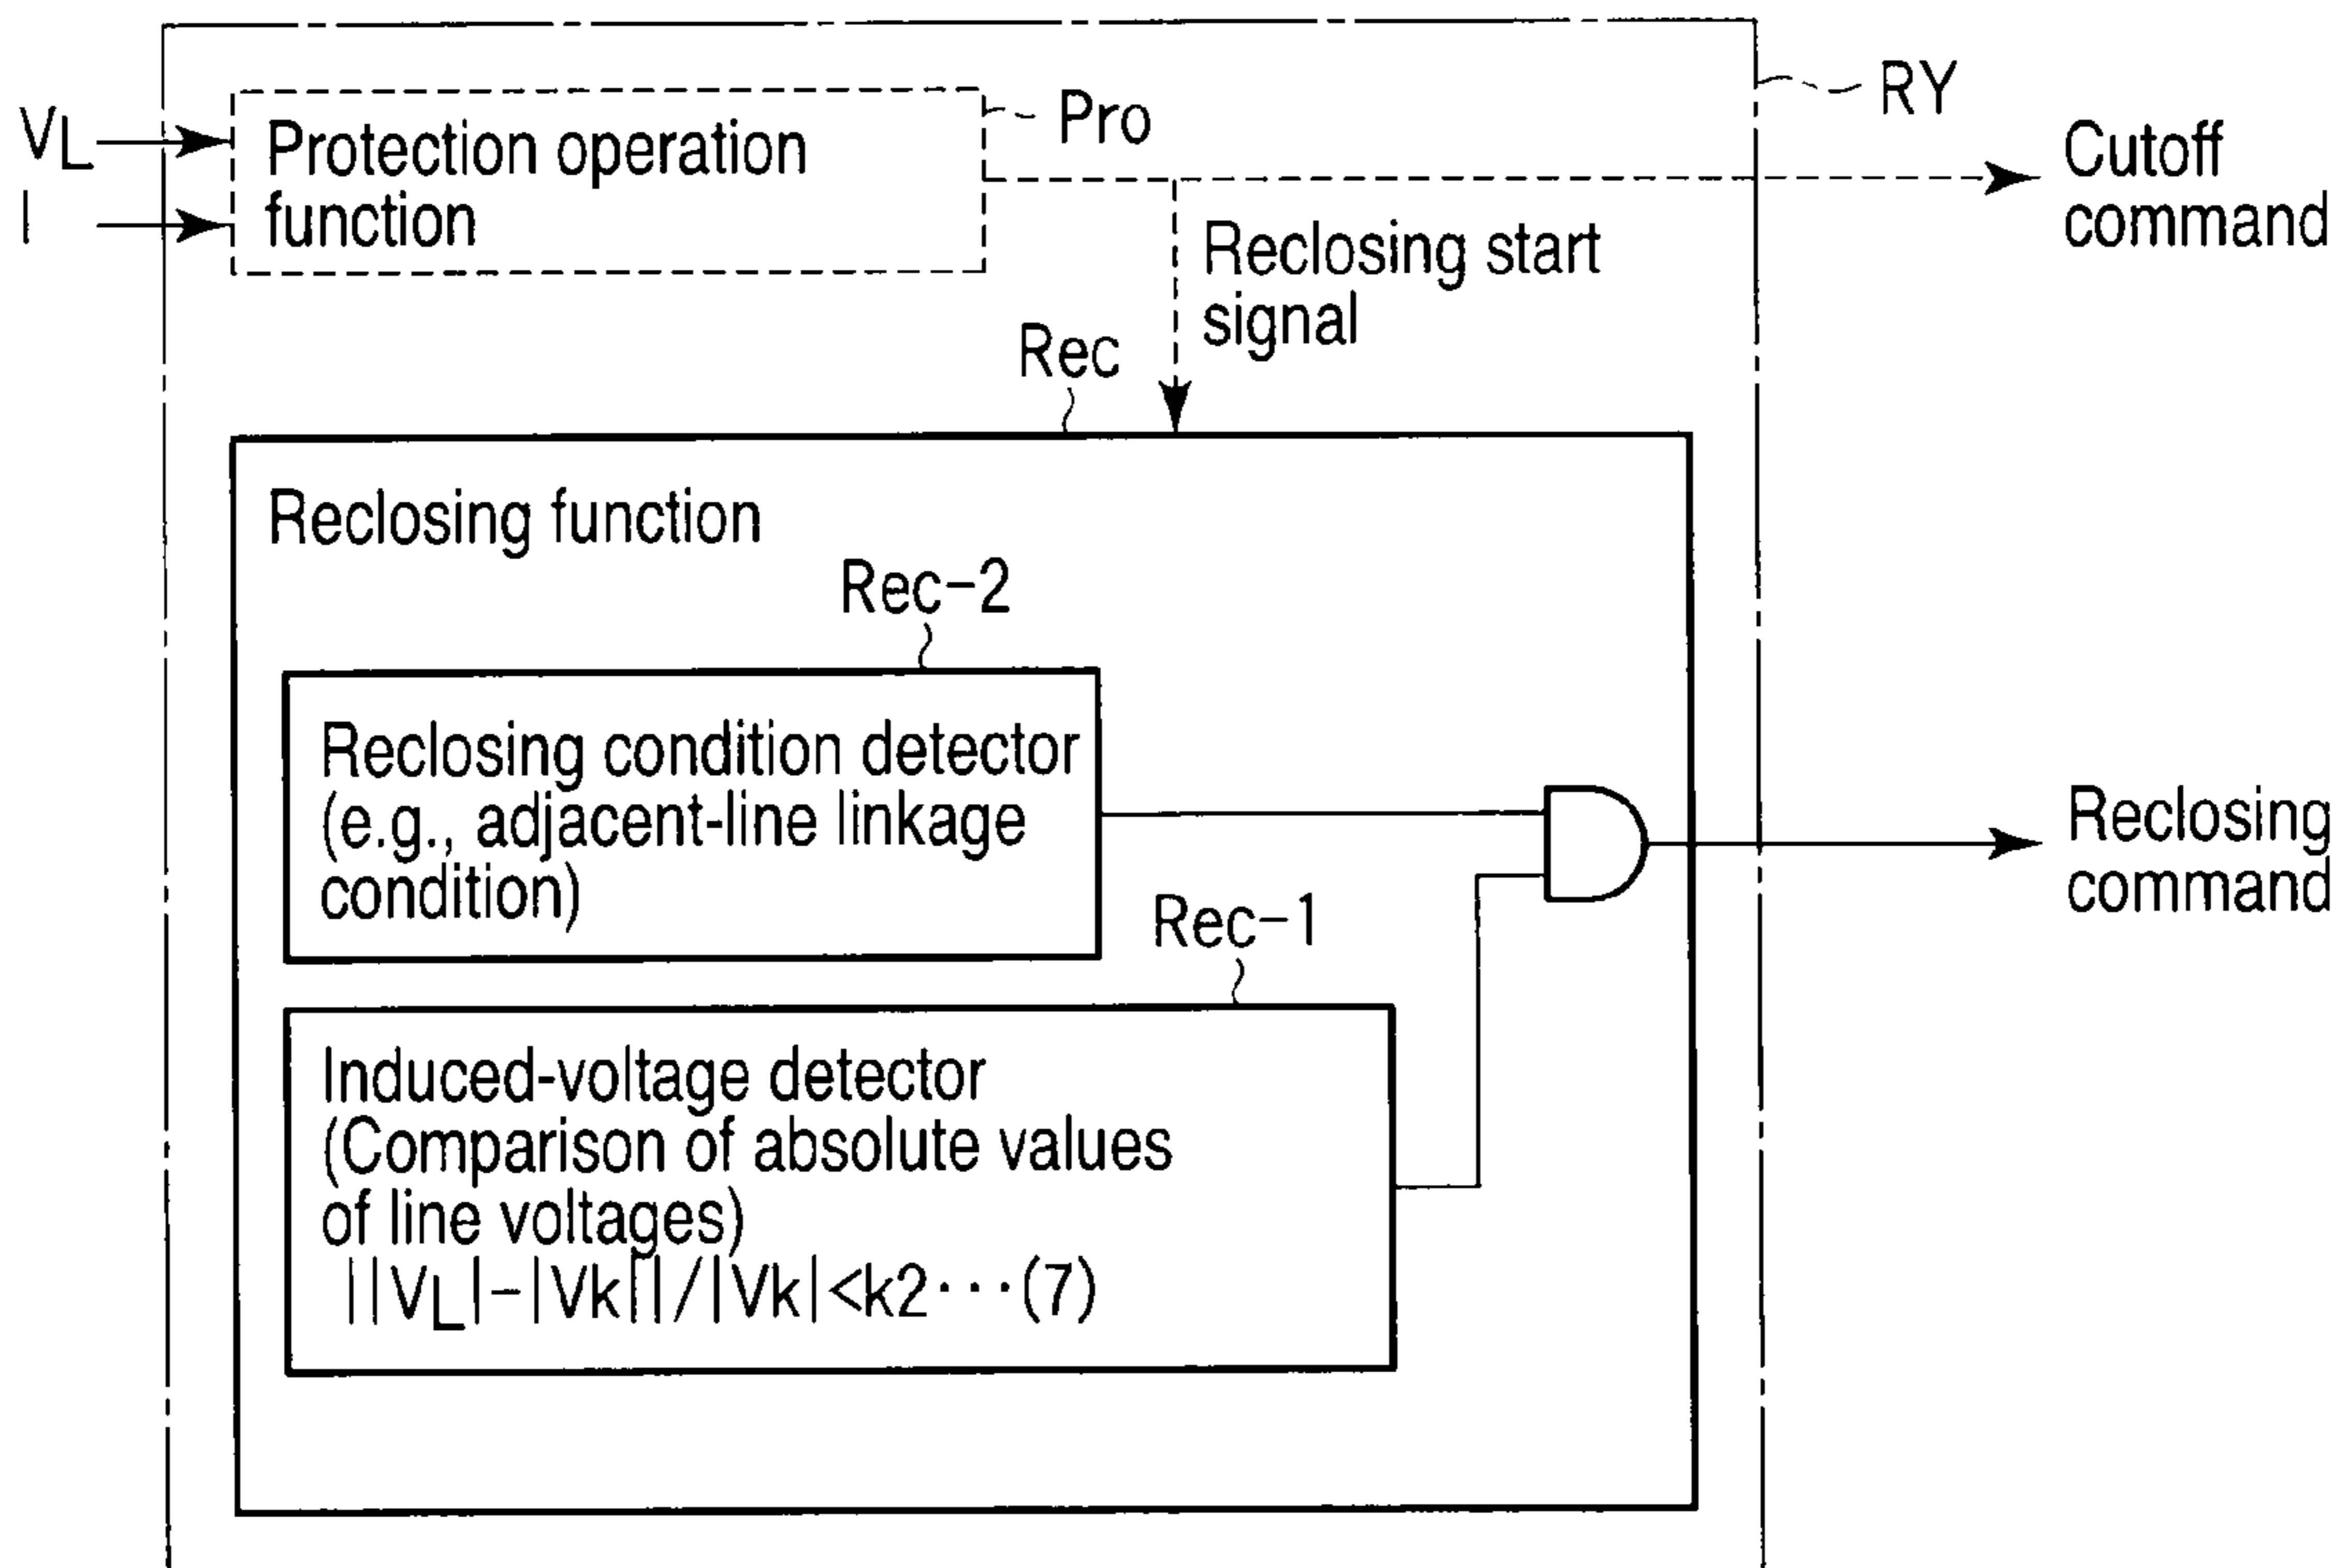 RY
VL
Pro
Protection operation
function
I
Cutoff
command
Reclosing start
signal
Rec
Reclosing function
Rec-2
Reclosing condition detector
(e.g., adjacent-line linkage
condition)
Reclosing
command
Rec-1
Induced-voltage detector
(Comparison of absolute values
of line voltages)
||VL|-|Vk||/|Vk|<k2···(7)